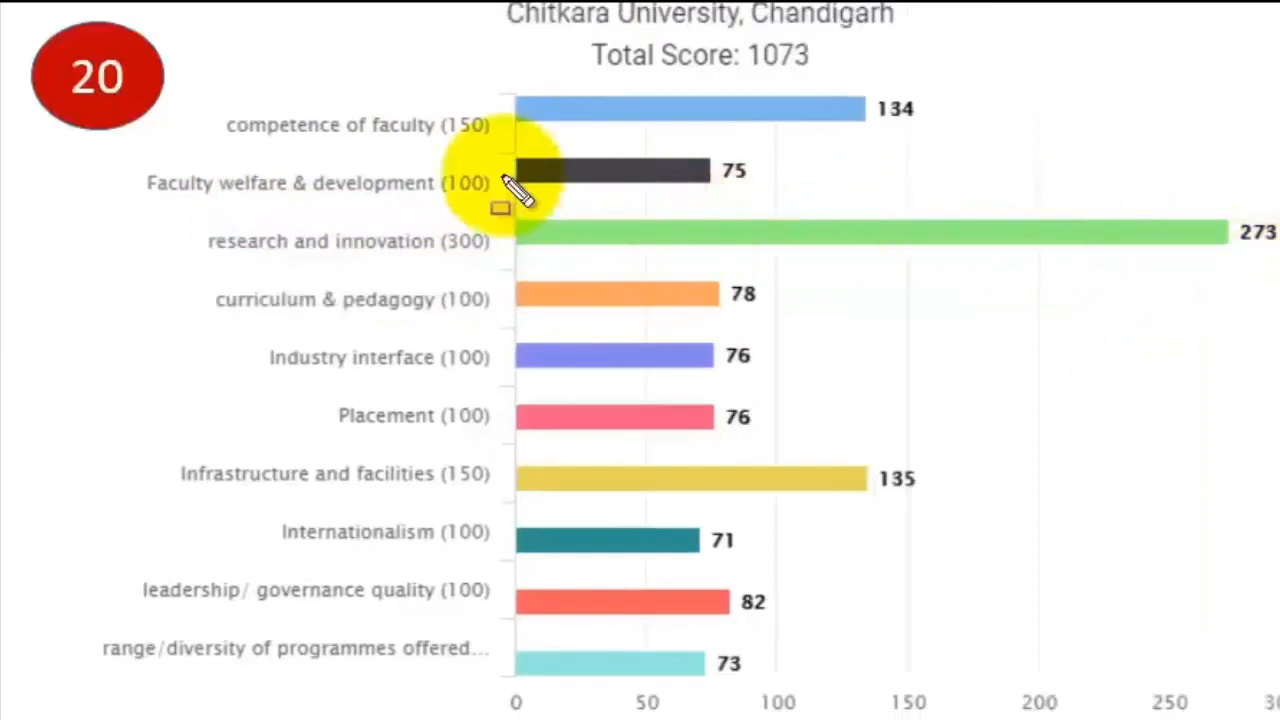 Chitkara University, Chandigarh
20
Total Score: 1073
competence of faculty (150)
134
Faculty welfare & development (100)
75
research and innovation (300)
273
curriculum & pedagogy (100)
78
Industry interface (100)
76
Placement (100)
76
Infrastructure and facilities (150)
135
Internationalism (100)
71
leadership/ governance quality (100)
82
range/diversity of programmes offered...
73
0 50 100 150 200 250